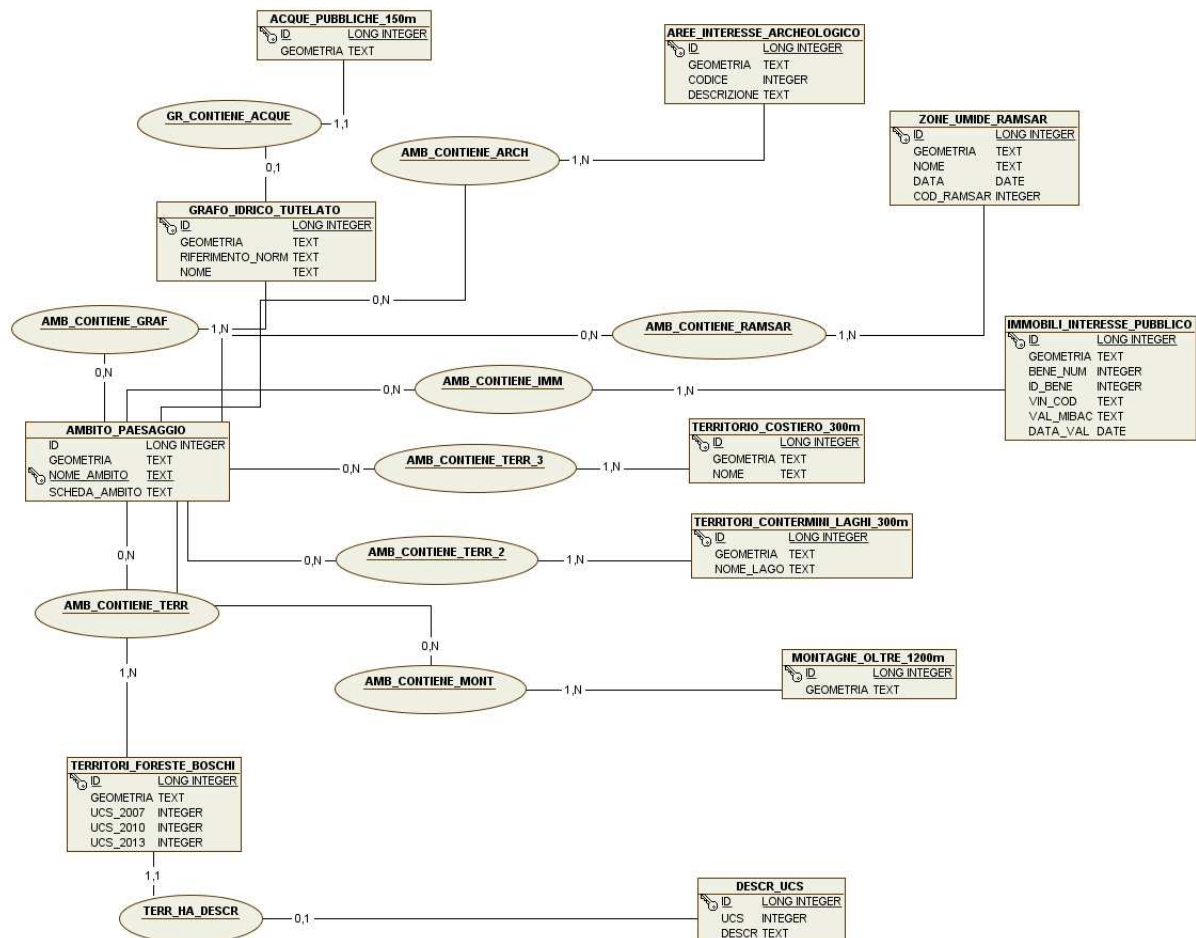 ACQUE_PUBBLICHE_150m
ID LONG INTEGER
GEOMETRIA TEXT
AREE_INTERESSE_ARCHEOLOGICO
ID LONG INTEGER
GEOMETRIA TEXT
CODICE INTEGER
DESCRIZIONE TEXT
GR_CONTIENE_ACQUE
1,1
0,1
AMB_CONTIENE_ARCH
1,N
0,N
ZONE_UMIDE_RAMSAR
ID LONG INTEGER
GEOMETRIA TEXT
NOME TEXT
DATA DATE
COD_RAMSAR INTEGER
GRAFO_IDRICO_TUTELATO
ID LONG INTEGER
GEOMETRIA TEXT
RIFERIMENTO_NORM TEXT
NOME TEXT
AMB_CONTIENE_GRAF
1,N
0,N
0,N
AMB_CONTIENE_RAMSAR
1,N
IMMOBILI_INTERESSE_PUBBLICO
ID LONG INTEGER
GEOMETRIA TEXT
BENE_NUM INTEGER
ID_BENE INTEGER
VIN_COD TEXT
VAL_MIBAC TEXT
DATA_VAL DATE
0,N
AMB_CONTIENE_IMM
1,N
AMBITO_PAESAGGIO
ID LONG INTEGER
GEOMETRIA TEXT
NOME_AMBITO TEXT
SCHEDA_AMBITO TEXT
0,N
AMB_CONTIENE_TERR_3
1,N
TERRITORIO_COSTIERO_300m
ID LONG INTEGER
GEOMETRIA TEXT
NOME TEXT
0,N
AMB_CONTIENE_TERR_2
1,N
TERRITORI_CONTERMINI_LAGHI_300m
ID LONG INTEGER
GEOMETRIA TEXT
NOME_LAGO TEXT
0,N
AMB_CONTIENE_TERR
1,N
0,N
AMB_CONTIENE_MONT
1,N
MONTAGNE_OLTRE_1200m
ID LONG INTEGER
GEOMETRIA TEXT
TERRITORI_FORESTE_BOSCHI
ID LONG INTEGER
GEOMETRIA TEXT
UCS_2007 INTEGER
UCS_2010 INTEGER
UCS_2013 INTEGER
1,1
TERR_HA_DESCR
0,1
DESCR_UCS
ID LONG INTEGER
UCS INTEGER
DESCR TEXT